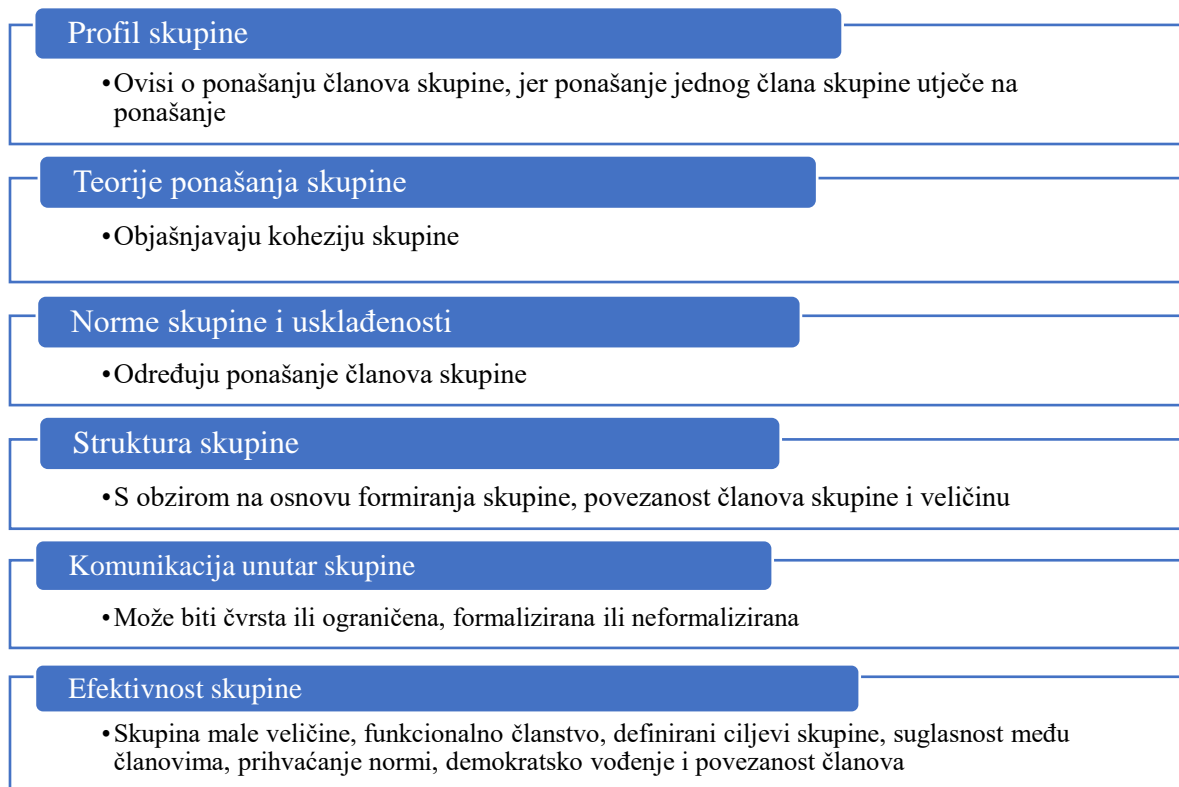 Profil skupine
•Ovisi o ponašanju članova skupine, jer ponašanje jednog člana skupine utječe na
ponašanje
Teorije ponašanja skupine
•Objašnjavaju koheziju skupine
Norme skupine i usklađenosti
•Određuju ponašanje članova skupine
Struktura skupine
•S obzirom na osnovu formiranja skupine, povezanost članova skupine i veličinu
Komunikacija unutar skupine
•Može biti čvrsta ili ograničena, formalizirana ili neformalizirana
Efektivnost skupine
•Skupina male veličine, funkcionalno članstvo, definirani ciljevi skupine, suglasnost među
članovima, prihvaćanje normi, demokratsko vođenje i povezanost članova